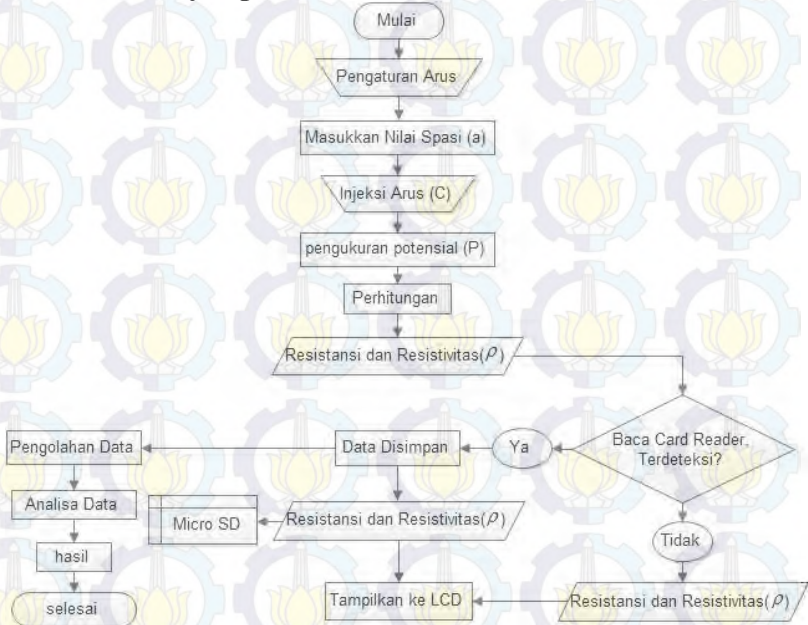 Mulai
Pengaturan Arus
Masukkan Nilai Spasi (a)
Injeksi Arus (C)
pengukuran potensial (P)
Perhitungan
Resistansi dan Resistivitas(ρ)
Baca Card Reader,
Terdeteksi?
Ya
Data Disimpan
Pengolahan Data
Analisa Data
hasil
selesai
Resistansi dan Resistivitas(ρ)
Micro SD
Tidak
Resistansi dan Resistivitas(ρ)
Tampilkan ke LCD